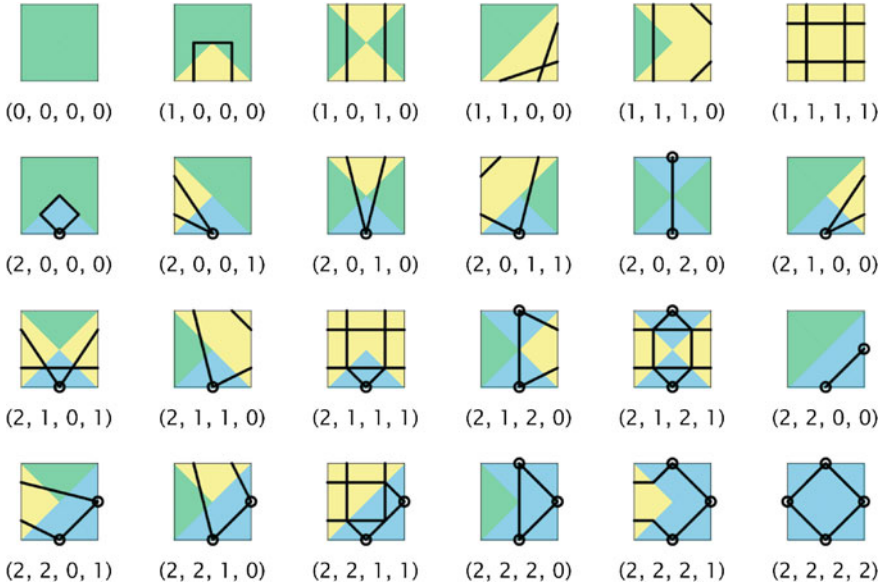 (0, 0, 0, 0) (1, 0, 0, 0) (1, 0, 1, 0) (1, 1, 0, 0) (1, 1, 1, 0) (1, 1, 1, 1)
(2, 0, 0, 0) (2, 0, 0, 1) (2, 0, 1, 0) (2, 0, 1, 1) (2, 0, 2, 0) (2, 1, 0, 0)
(2, 1, 0, 1) (2, 1, 1, 0) (2, 1, 1, 1) (2, 1, 2, 0) (2, 1, 2, 1) (2, 2, 0, 0)
(2, 2, 0, 1) (2, 2, 1, 0) (2, 2, 1, 1) (2, 2, 2, 0) (2, 2, 2, 1) (2, 2, 2, 2)